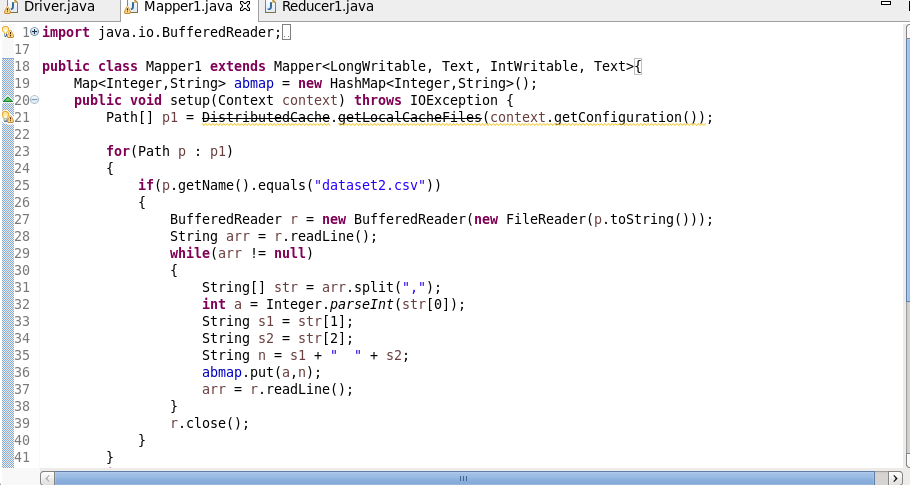 Driver.java Mapper1.java Reducer1.java
1 import java.io.BufferedReader;
17
18 public class Mapper1 extends Mapper<LongWritable, Text, IntWritable, Text>{
19     Map<Integer,String> abmap = new HashMap<Integer,String>();
20     public void setup(Context context) throws IOException {
21         Path[] p1 = DistributedCache.getLocalCacheFiles(context.getConfiguration());
22
23         for(Path p : p1)
24         {
25             if(p.getName().equals("dataset2.csv"))
26             {
27                 BufferedReader r = new BufferedReader(new FileReader(p.toString()));
28                 String arr = r.readLine();
29                 while(arr != null)
30                 {
31                     String[] str = arr.split(",");
32                     int a = Integer.parseInt(str[0]);
33                     String s1 = str[1];
34                     String s2 = str[2];
35                     String n = s1 + "  " + s2;
36                     abmap.put(a,n);
37                     arr = r.readLine();
38                 }
39                 r.close();
40             }
41         }